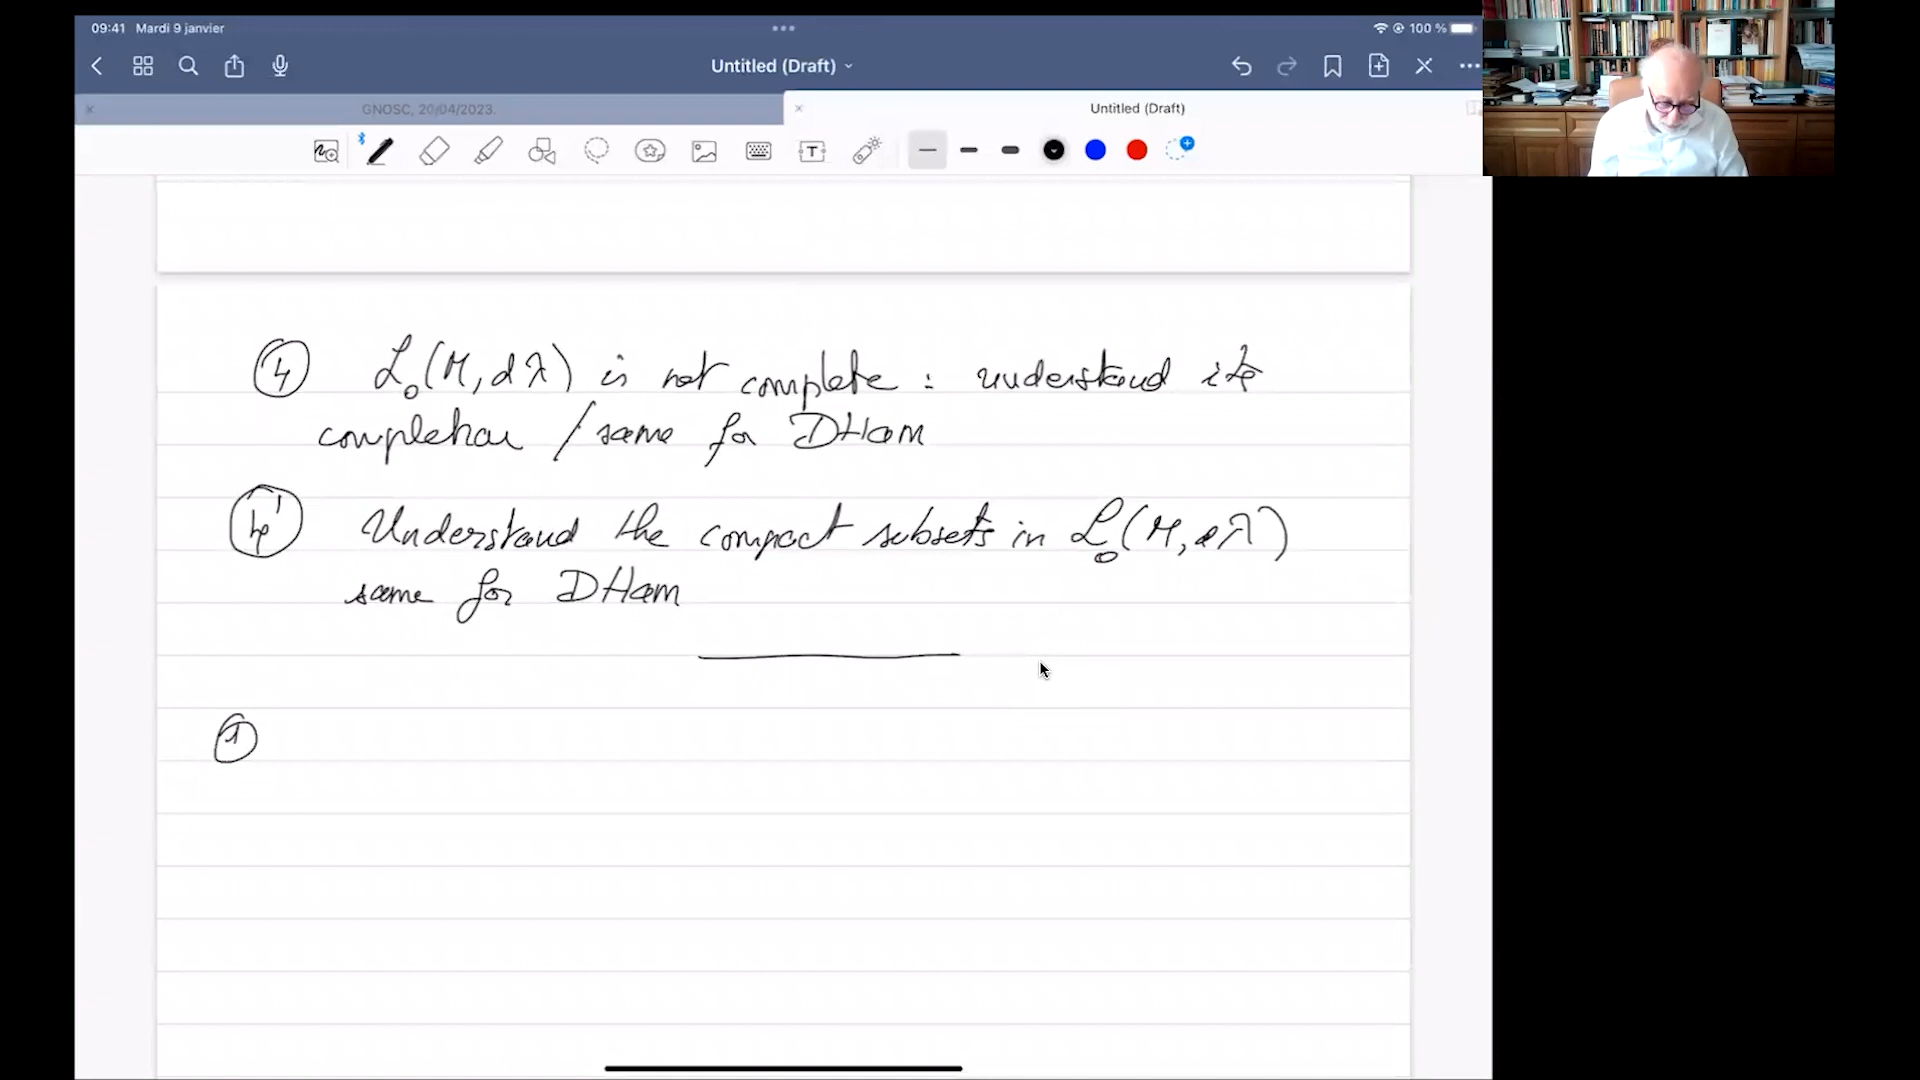 09:41 Mardi 9 janvier
100 %
Untitled (Draft)
GNOSC, 20/04/2023.
Untitled (Draft)
④ ℒ₀(M, dλ) is not complete : understand its
completion / same for DHam
④' Understand the compact subsets in ℒ₀(M, dλ)
same for DHam
①